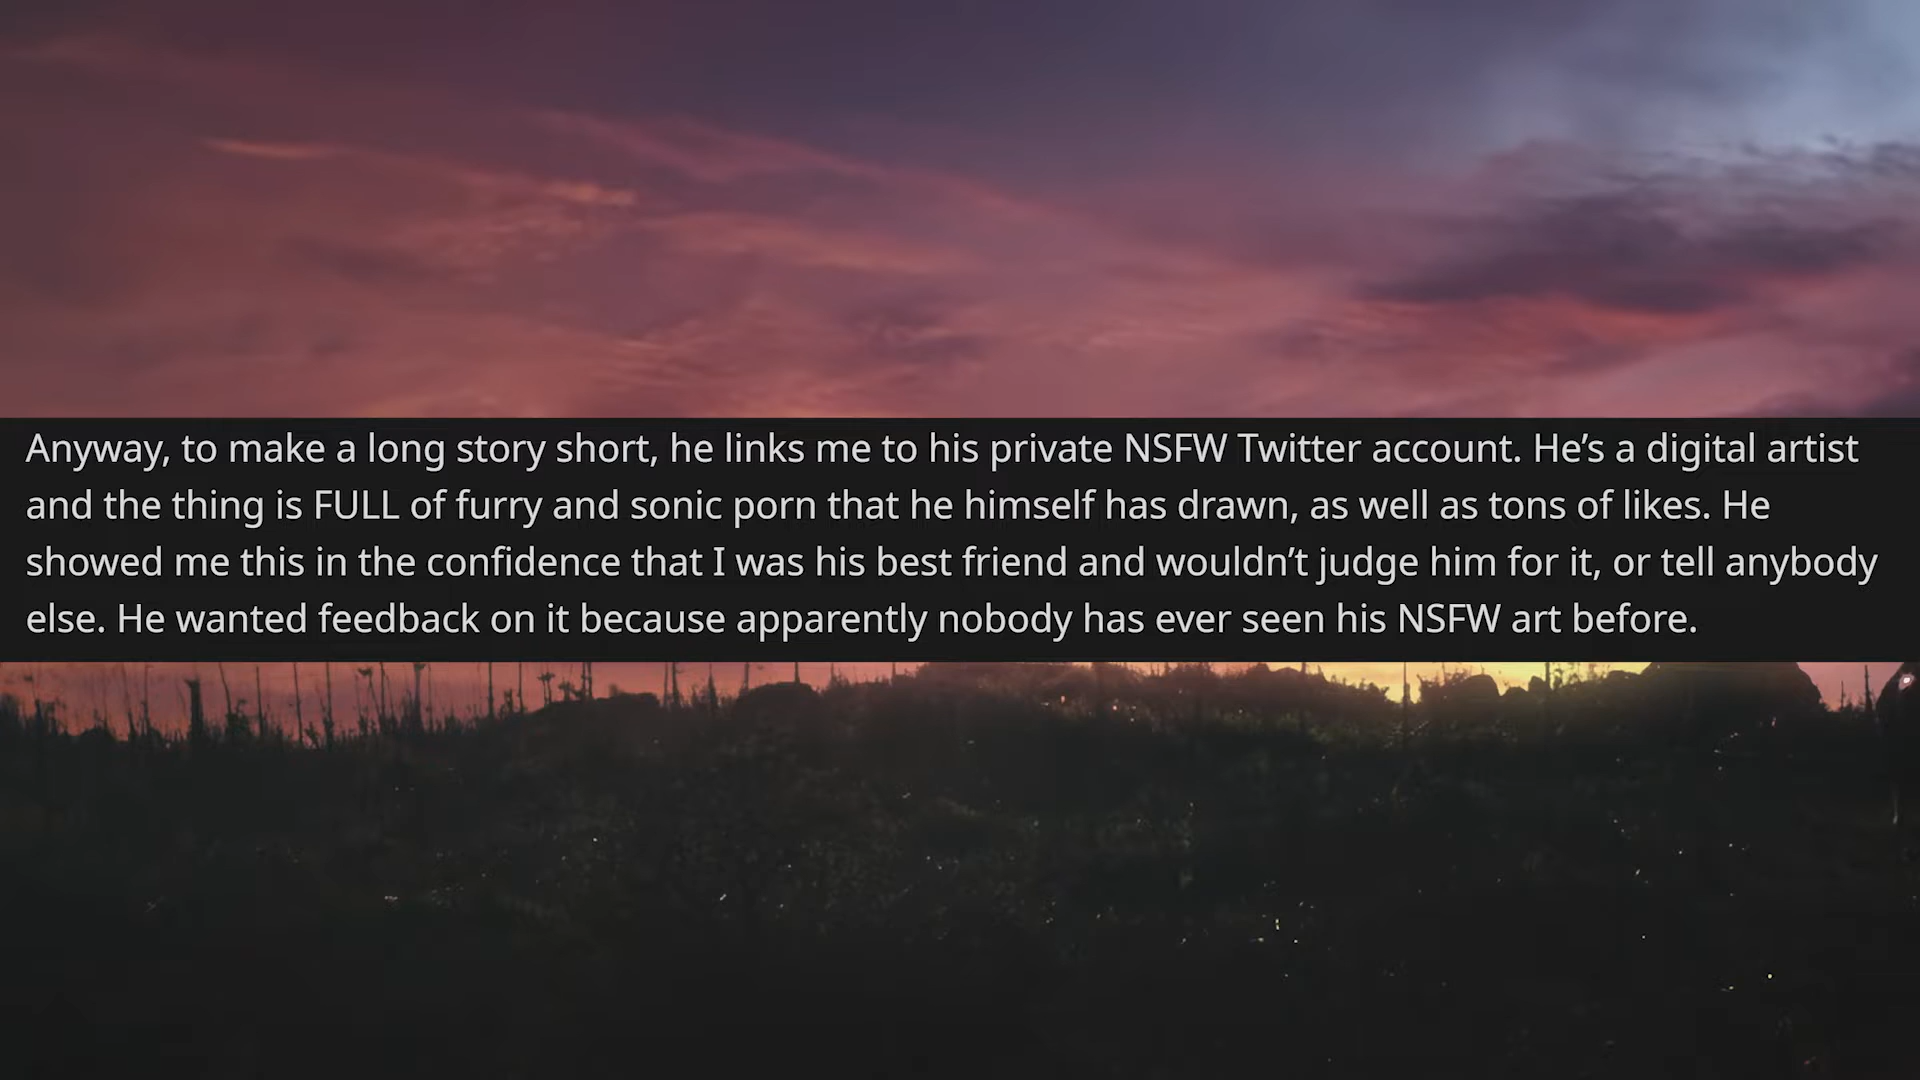 Anyway, to make a long story short, he links me to his private NSFW Twitter account. He’s a digital artist
and the thing is FULL of furry and sonic porn that he himself has drawn, as well as tons of likes. He
showed me this in the confidence that I was his best friend and wouldn’t judge him for it, or tell anybody
else. He wanted feedback on it because apparently nobody has ever seen his NSFW art before.